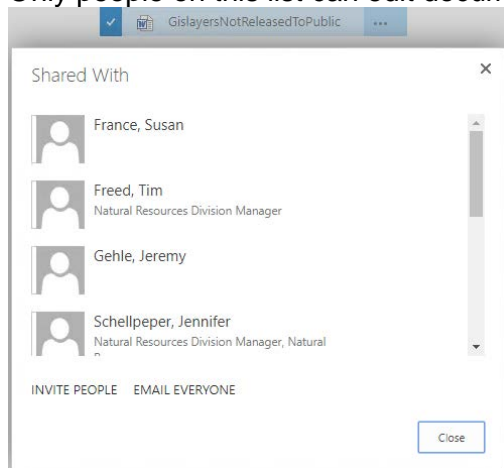 Only people on this list can edit
GislayersNotReleasedToPublic ...
Shared With
France, Susan
Freed, Tim
Natural Resources Division Manager
Gehle, Jeremy
Schellpeper, Jennifer
Natural Resources Division Manager, Natural
INVITE PEOPLE EMAIL EVERYONE
Close